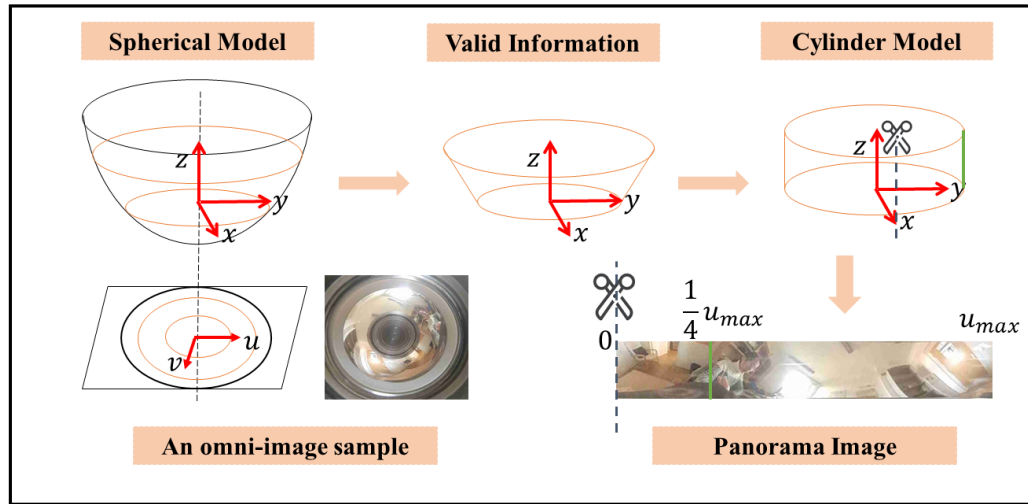 Spherical Model
Valid Information
Cylinder Model
z
y
x
z
y
x
z
y
x
u
v
0
1/4 u_max
u_max
An omni-image sample
Panorama Image